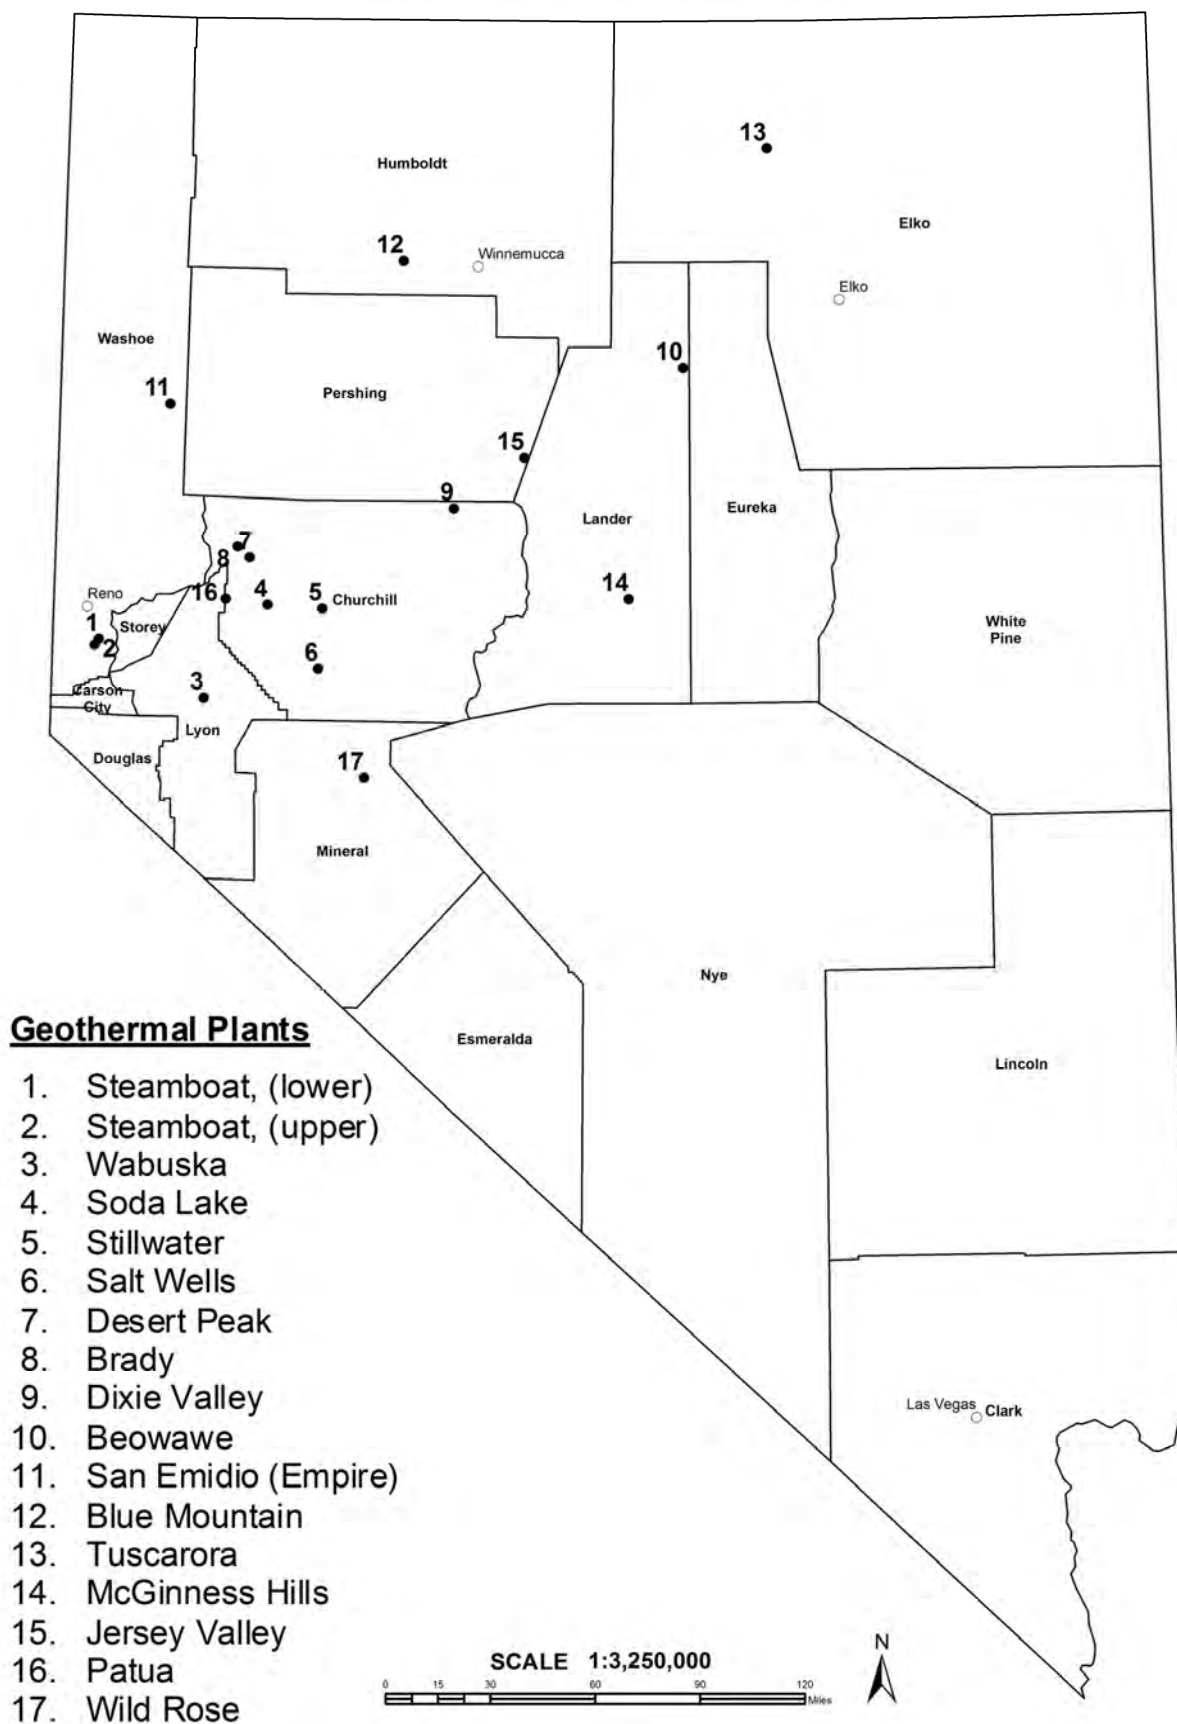 13
Humboldt
Elko
12
Winnemucca
Elko
Washoe
10
11
Pershing
15
9
Lander
Eureka
7
8
16
4
5
Churchill
14
Reno
Storey
1
2
White
Pine
6
3
Carson
City
Lyon
Douglas
17
Mineral
Nye
Geothermal Plants
Esmeralda
Lincoln
1. Steamboat, (lower)
2. Steamboat, (upper)
3. Wabuska
4. Soda Lake
5. Stillwater
6. Salt Wells
7. Desert Peak
8. Brady
9. Dixie Valley
10. Beowawe
11. San Emidio (Empire)
12. Blue Mountain
13. Tuscarora
14. McGinness Hills
15. Jersey Valley
16. Patua
17. Wild Rose
Las Vegas
Clark
SCALE 1:3,250,000
0 15 30 60 90 120
Miles
N